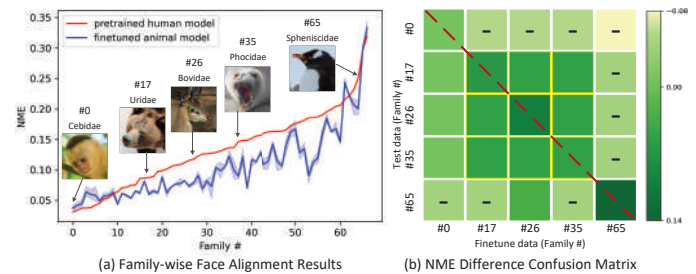 (a)
pretrained human model
finetuned animal model
0.35
0.30
0.25
0.20
0.15
0.10
0.05
NME
#0
Cebidae
#17
Uridae
#26
Bovidae
#35
Phocidae
#65
Spheniscidae
0 10 20 30 40 50 60
Family #
(a) Family-wise Face Alignment Results
(b)
Test data (Family #)
#0
#17
#26
#35
#65
– – – –
–
–
–
– – – –
#0 #17 #26 #35 #65
Finetune data (Family #)
-0.08
0.00
0.14
(b) NME Difference Confusion Matrix